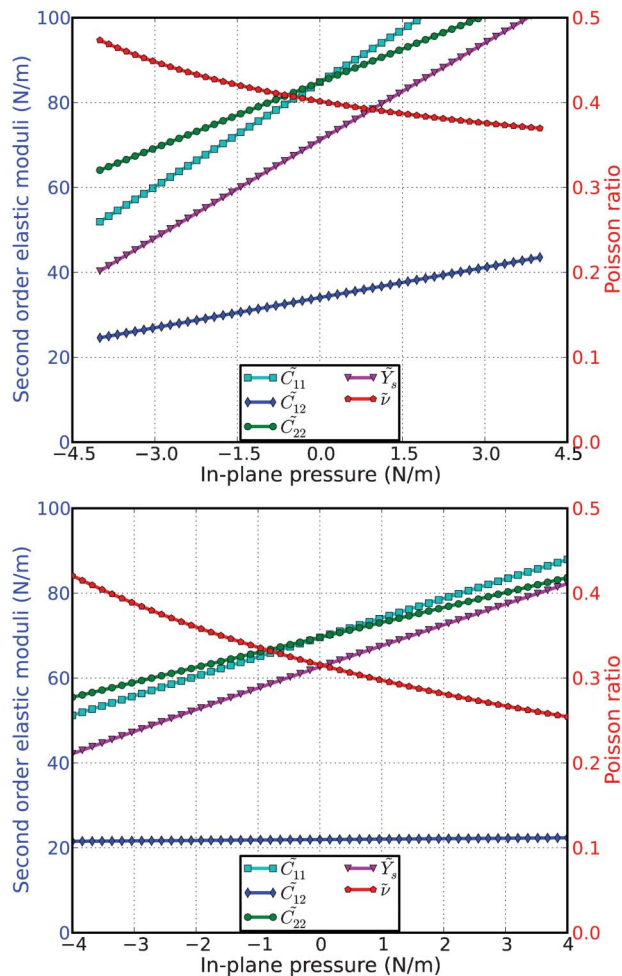 100
80
60
40
20
0
Second order elastic moduli (N/m)
0.5
0.4
0.3
0.2
0.1
0.0
Poisson ratio
C̃₁₁
C̃₁₂
C̃₂₂
Ỹₛ
ν̃
−4.5 −3.0 −1.5 0.0 1.5 3.0 4.5
In-plane pressure (N/m)
100
80
60
40
20
0
Second order elastic moduli (N/m)
0.5
0.4
0.3
0.2
0.1
0.0
Poisson ratio
C̃₁₁
C̃₁₂
C̃₂₂
Ỹₛ
ν̃
−4 −3 −2 −1 0 1 2 3 4
In-plane pressure (N/m)